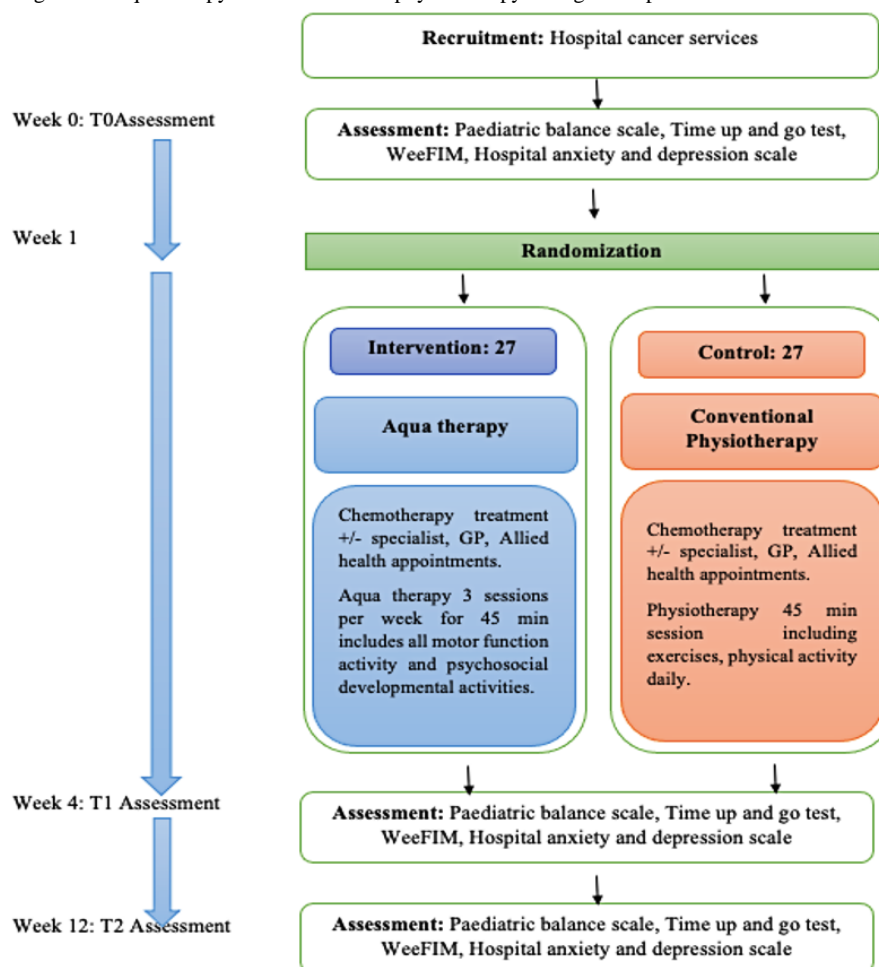 Recruitment: Hospital cancer services
Week 0: T0Assessment
Assessment: Paediatric balance scale, Time up and go test,
WeeFIM, Hospital anxiety and depression scale
Week 1
Randomization
Intervention: 27
Aqua therapy
Chemotherapy treatment
+/- specialist, GP, Allied
health appointments.
Aqua therapy 3 sessions
per week for 45 min
includes all motor function
activity and psychosocial
developmental activities.
Control: 27
Conventional
Physiotherapy
Chemotherapy treatment
+/- specialist, GP, Allied
health appointments.
Physiotherapy 45 min
session including
exercises, physical activity
daily.
Week 4: T1 Assessment
Assessment: Paediatric balance scale, Time up and go test,
WeeFIM, Hospital anxiety and depression scale
Week 12: T2 Assessment
Assessment: Paediatric balance scale, Time up and go test,
WeeFIM, Hospital anxiety and depression scale